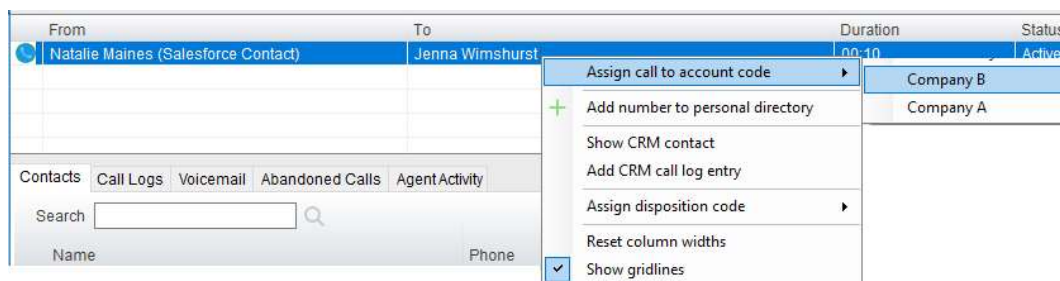 From To Duration Status
Natalie Maines (Salesforce Contact) Jenna Wimshurst 00:10 Active
Assign call to account code
Company B
Add number to personal directory
Company A
Show CRM contact
Add CRM call log entry
Contacts Call Logs Voicemail Abandoned Calls Agent Activity
Assign disposition code
Search
Reset column widths
Name Phone
Show gridlines